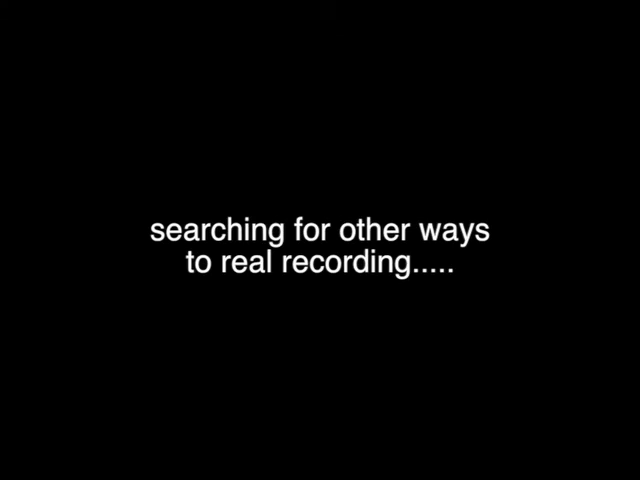 searching for other ways
to real recording.....